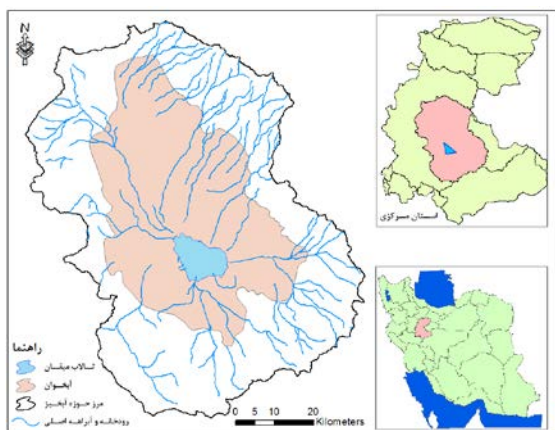 N
استان مرکزی
راهنما
تالاب میقان
آبخوان
مرز حوزه آبخیز
رودخانه و آبراهه اصلی
0 5 10 20
Kilometers